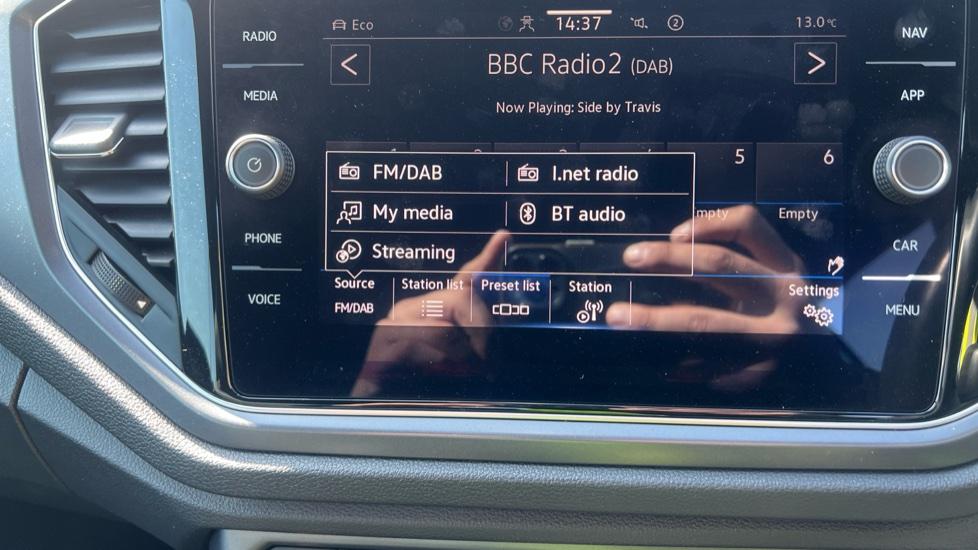 RADIO
Eco
14:37
2
13.0°C
NAV
MEDIA
BBC Radio2 (DAB)
APP
Now Playing: Side by Travis
5
6
FM/DAB
I.net radio
My media
BT audio
Empty
PHONE
Streaming
CAR
Source
Station list
Preset list
Station
Settings
VOICE
FM/DAB
MENU